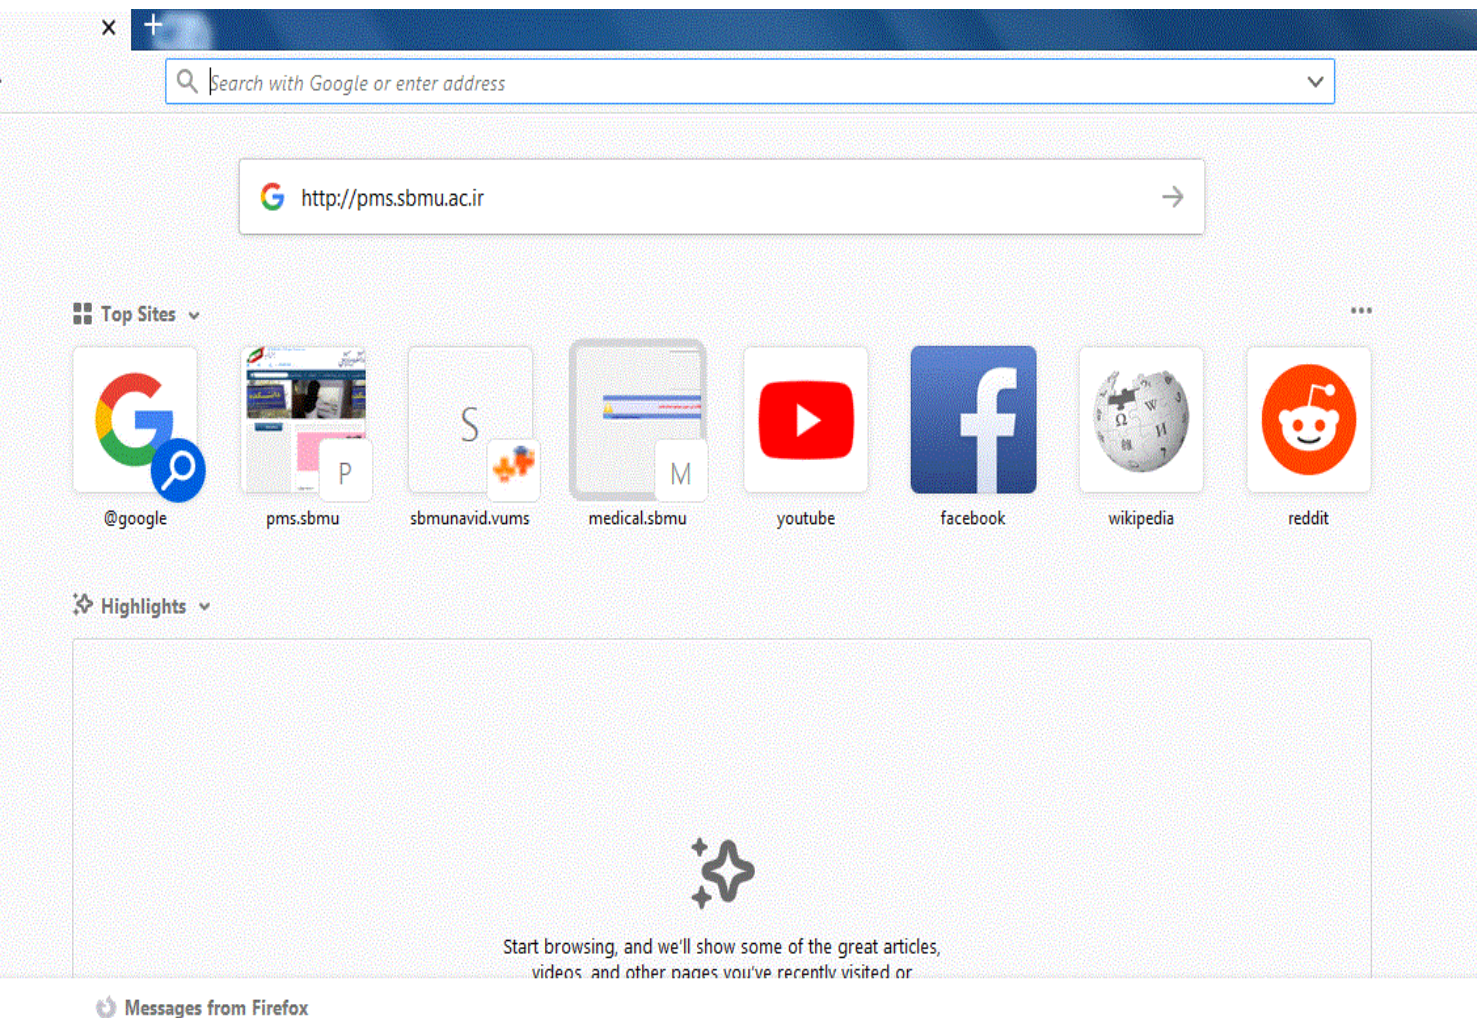 Search with Google or enter address
http://pms.sbmu.ac.ir
Top Sites
P
S
M
@google
pms.sbmu
sbmunavid.vums
medical.sbmu
youtube
facebook
wikipedia
reddit
Highlights
Start browsing, and we'll show some of the great articles,
videos, and other pages you've recently visited or
Messages from Firefox